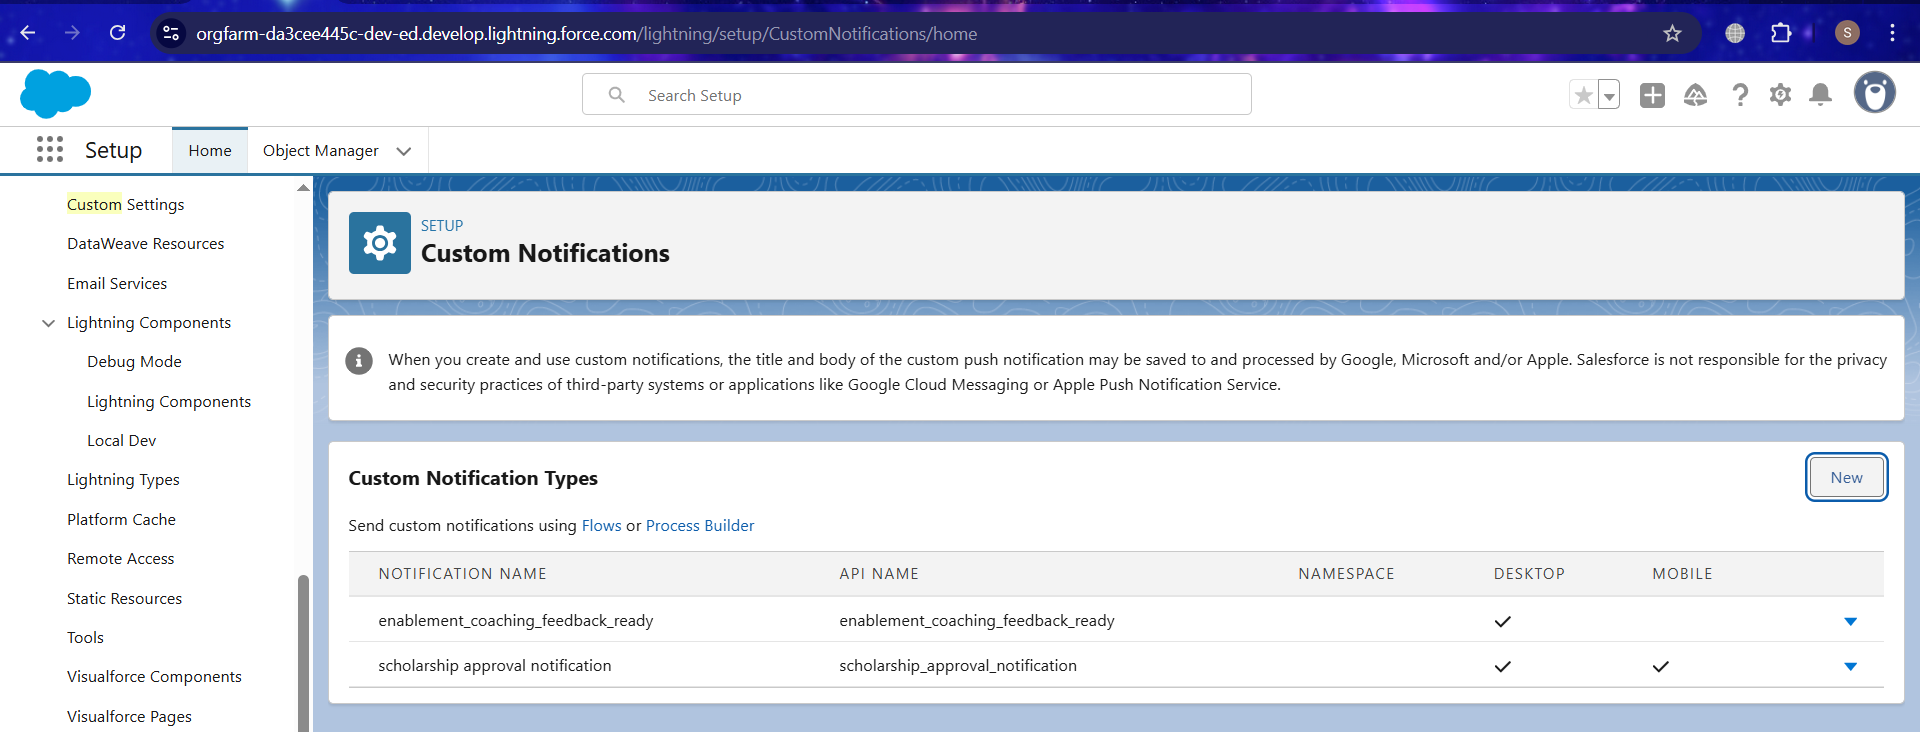 orgfarm-da3cee445c-dev-ed.develop.lightning.force.com/lightning/setup/CustomNotifications/home
S
Search Setup
Setup
Home
Object Manager
Custom Settings
DataWeave Resources
Email Services
Lightning Components
Debug Mode
Lightning Components
Local Dev
Lightning Types
Platform Cache
Remote Access
Static Resources
Tools
Visualforce Components
Visualforce Pages
SETUP
Custom Notifications
When you create and use custom notifications, the title and body of the custom push notification may be saved to and processed by Google, Microsoft and/or Apple. Salesforce is not responsible for the privacy
and security practices of third-party systems or applications like Google Cloud Messaging or Apple Push Notification Service.
Custom Notification Types
New
Send custom notifications using Flows or Process Builder
NOTIFICATION NAME API NAME NAMESPACE DESKTOP MOBILE
enablement_coaching_feedback_ready enablement_coaching_feedback_ready
scholarship approval notification scholarship_approval_notification